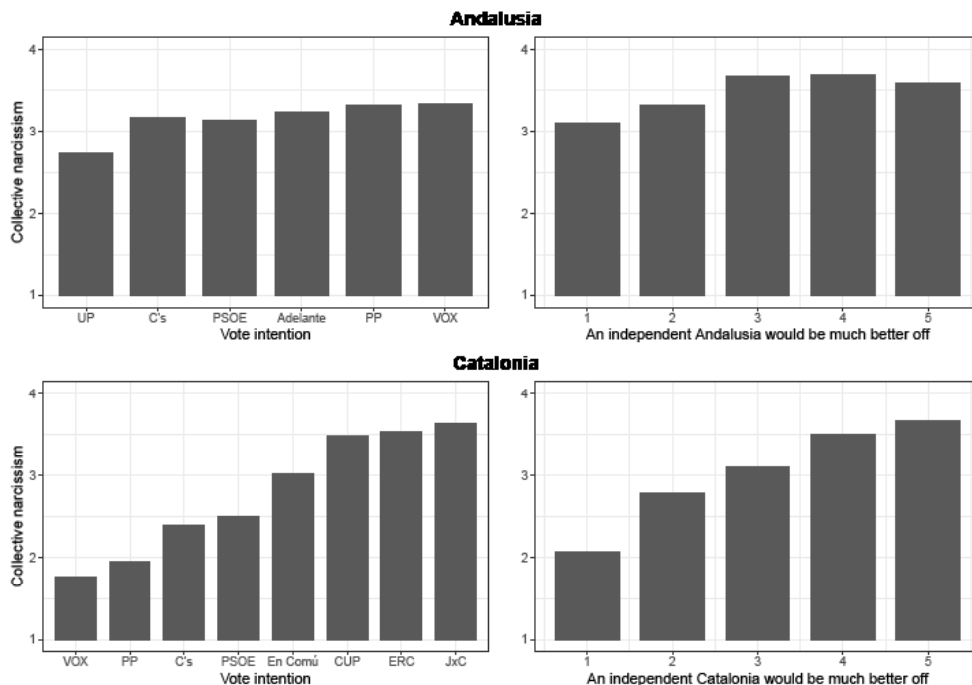 Andalusia
Collective narcissism
4
3
2
1
UP C's PSOE Adelante PP VOX
Vote intention
4
3
2
1
1 2 3 4 5
An independent Andalusia would be much better off
Catalonia
Collective narcissism
4
3
2
1
VOX PP C's PSOE En Comú CUP ERC JxC
Vote intention
4
3
2
1
1 2 3 4 5
An independent Catalonia would be much better off